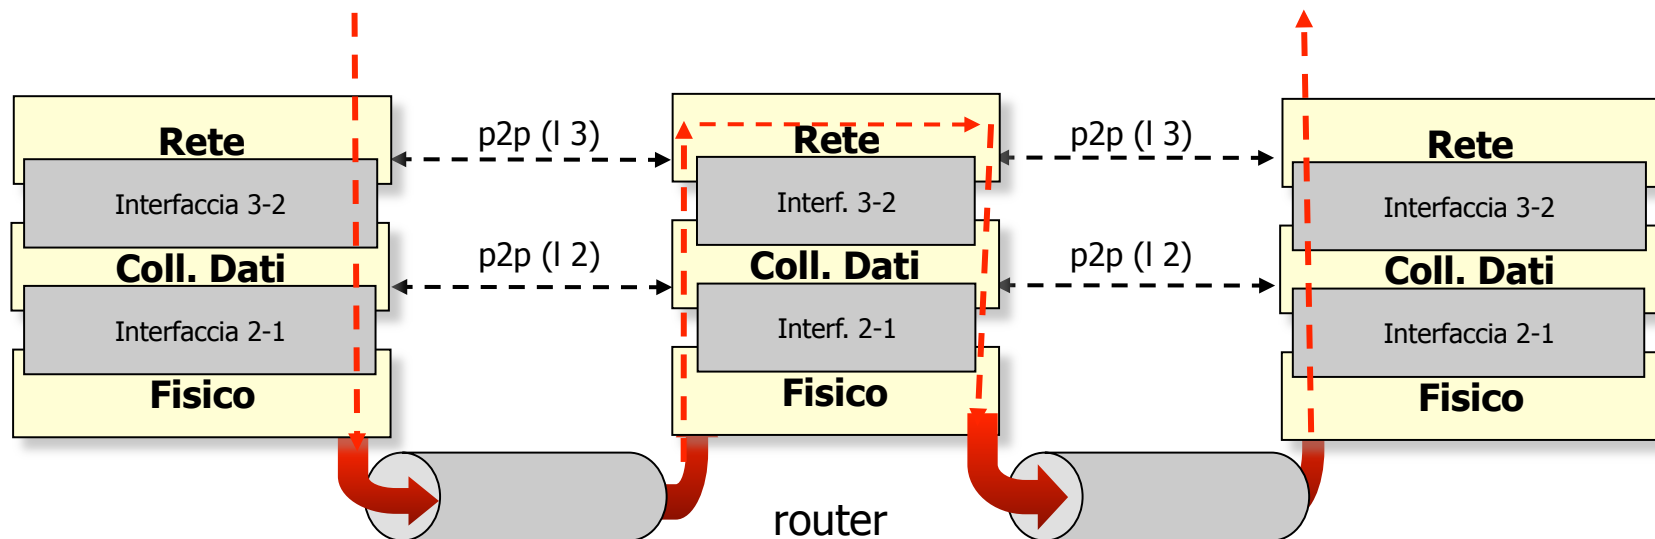 Rete
Interfaccia 3-2
Coll. Dati
Interfaccia 2-1
Fisico
p2p (l 3)
p2p (l 2)
Rete
Interf. 3-2
Coll. Dati
Interf. 2-1
Fisico
router
p2p (l 3)
p2p (l 2)
Rete
Interfaccia 3-2
Coll. Dati
Interfaccia 2-1
Fisico